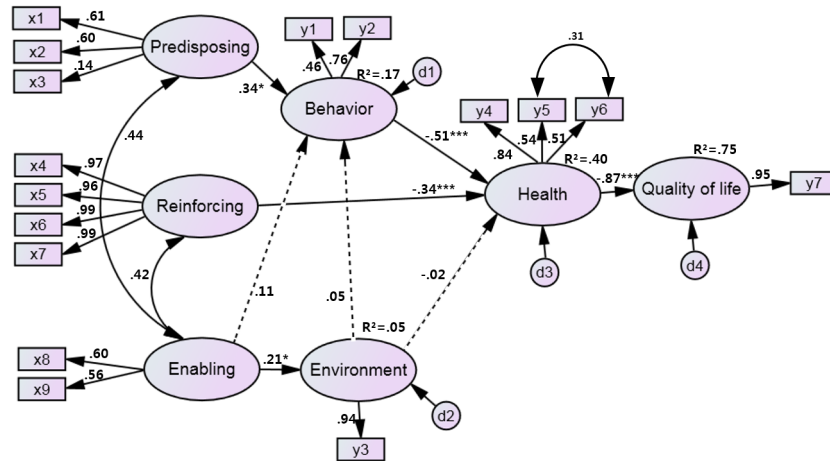 x1
.61
x2
.60
x3
.14
Predisposing
y1
y2
.46
.76
R²=.17
d1
Behavior
.34*
.44
.31
y4
y5
y6
.84
.54
.51
R²=.40
-.51***
x4
.97
x5
.96
x6
.99
x7
.99
Reinforcing
-.34***
Health
-.87***
R²=.75
Quality of life
.95
y7
d3
d4
.42
.11
.05
-.02
R²=.05
x8
.60
x9
.56
Enabling
.21*
Environment
d2
.94
y3